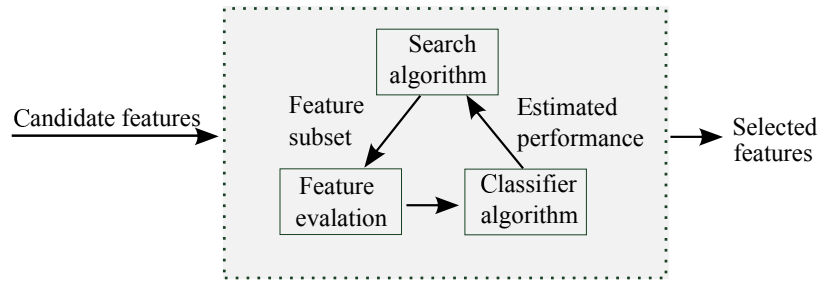 Search
algorithm
Candidate features
Feature
subset
Estimated
performance
Selected
features
Feature
evalation
Classifier
algorithm